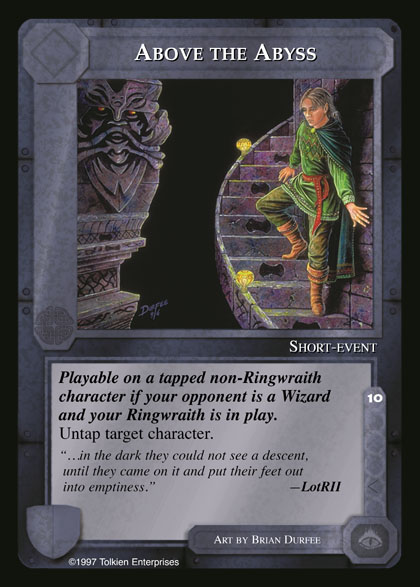 Above the Abyss
Durfee
Short-event
Playable on a tapped non-Ringwraith
character if your opponent is a Wizard
and your Ringwraith is in play.
10
Untap target character.
“…in the dark they could not see a descent,
until they came on it and put their feet out
into emptiness.” —LotRII
Art by Brian Durfee
©1997 Tolkien Enterprises